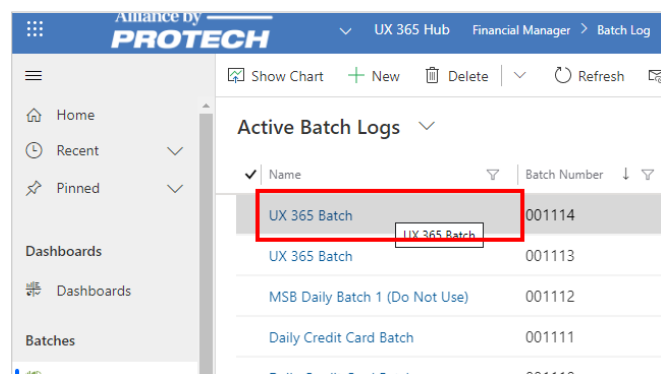 Alliance by
PROTECH
UX 365 Hub Financial Manager > Batch Log
Show Chart + New Delete Refresh
Home
Recent
Pinned
Dashboards
Dashboards
Batches
Active Batch Logs
Name Batch Number
UX 365 Batch 001114
UX 365 Batch
UX 365 Batch 001113
MSB Daily Batch 1 (Do Not Use) 001112
Daily Credit Card Batch 001111